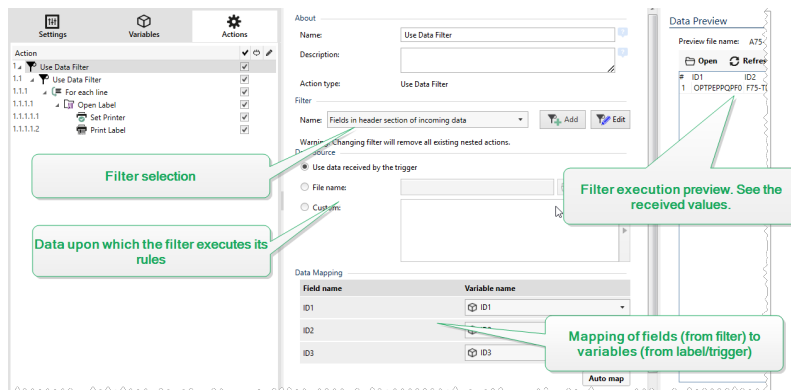 Settings
Variables
Actions
Action
1 Use Data Filter
1.1 Use Data Filter
1.1.1 For each line
1.1.1.1 Open Label
1.1.1.1.1 Set Printer
1.1.1.1.2 Print Label
About
Name: Use Data Filter
Description:
Action type: Use Data Filter
Filter
Name: Fields in header section of incoming data
Add
Edit
Warning: Changing filter will remove all existing nested actions.
Use data received by the trigger
File name:
Custom:
Data Mapping
Field name Variable name
ID1 ID1
ID2
ID3 ID3
Auto map
Data Preview
Preview file name: A75-
Open
# ID1 ID2
1 OPTPEPPQPF0
Filter selection
Data upon which the filter executes its
rules
Filter execution preview. See the
received values.
Mapping of fields (from filter) to
variables (from label/trigger)